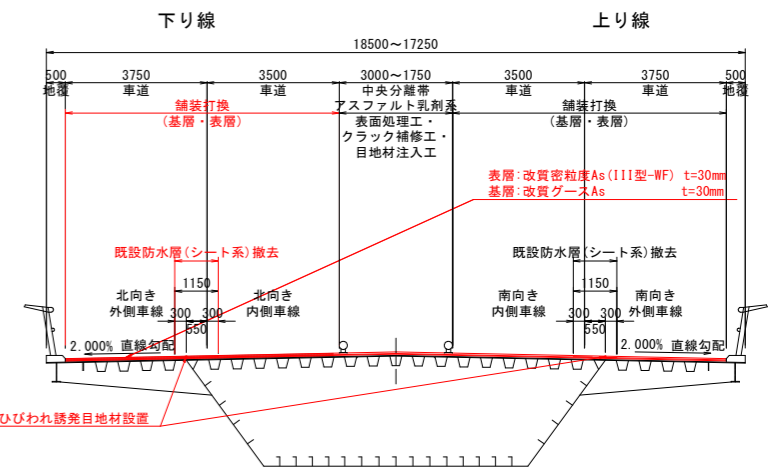 下り線
上り線
18500～17250
500 3750 3500 3000～1750 3500 3750 500
地覆 車道 車道 中央分離帯 車道 車道 地覆
舗装打換
(基層・表層)
アスファルト乳剤系
表面処理工・
クラック補修工・
目地材注入工
舗装打換
(基層・表層)
表層:改質密粒度As(III型-WF) t=30mm
基層:改質グースAs t=30mm
既設防水層(シート系)撤去
既設防水層(シート系)撤去
1150
1150
北向き
外側車線
300 300
550
北向き
内側車線
南向き
内側車線
300 300
550
南向き
外側車線
2.000% 直線勾配
2.000% 直線勾配
ひびわれ誘発目地材設置